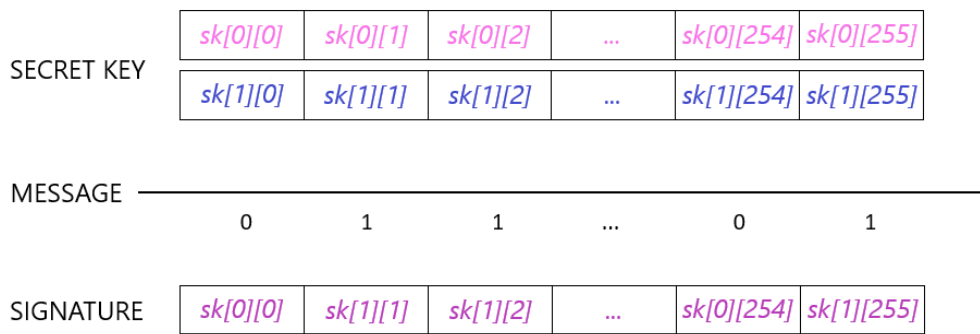 sk[0][0] sk[0][1] sk[0][2] ... sk[0][254] sk[0][255]
SECRET KEY
sk[1][0] sk[1][1] sk[1][2] ... sk[1][254] sk[1][255]
MESSAGE
0 1 1 ... 0 1
SIGNATURE sk[0][0] sk[1][1] sk[1][2] ... sk[0][254] sk[1][255]